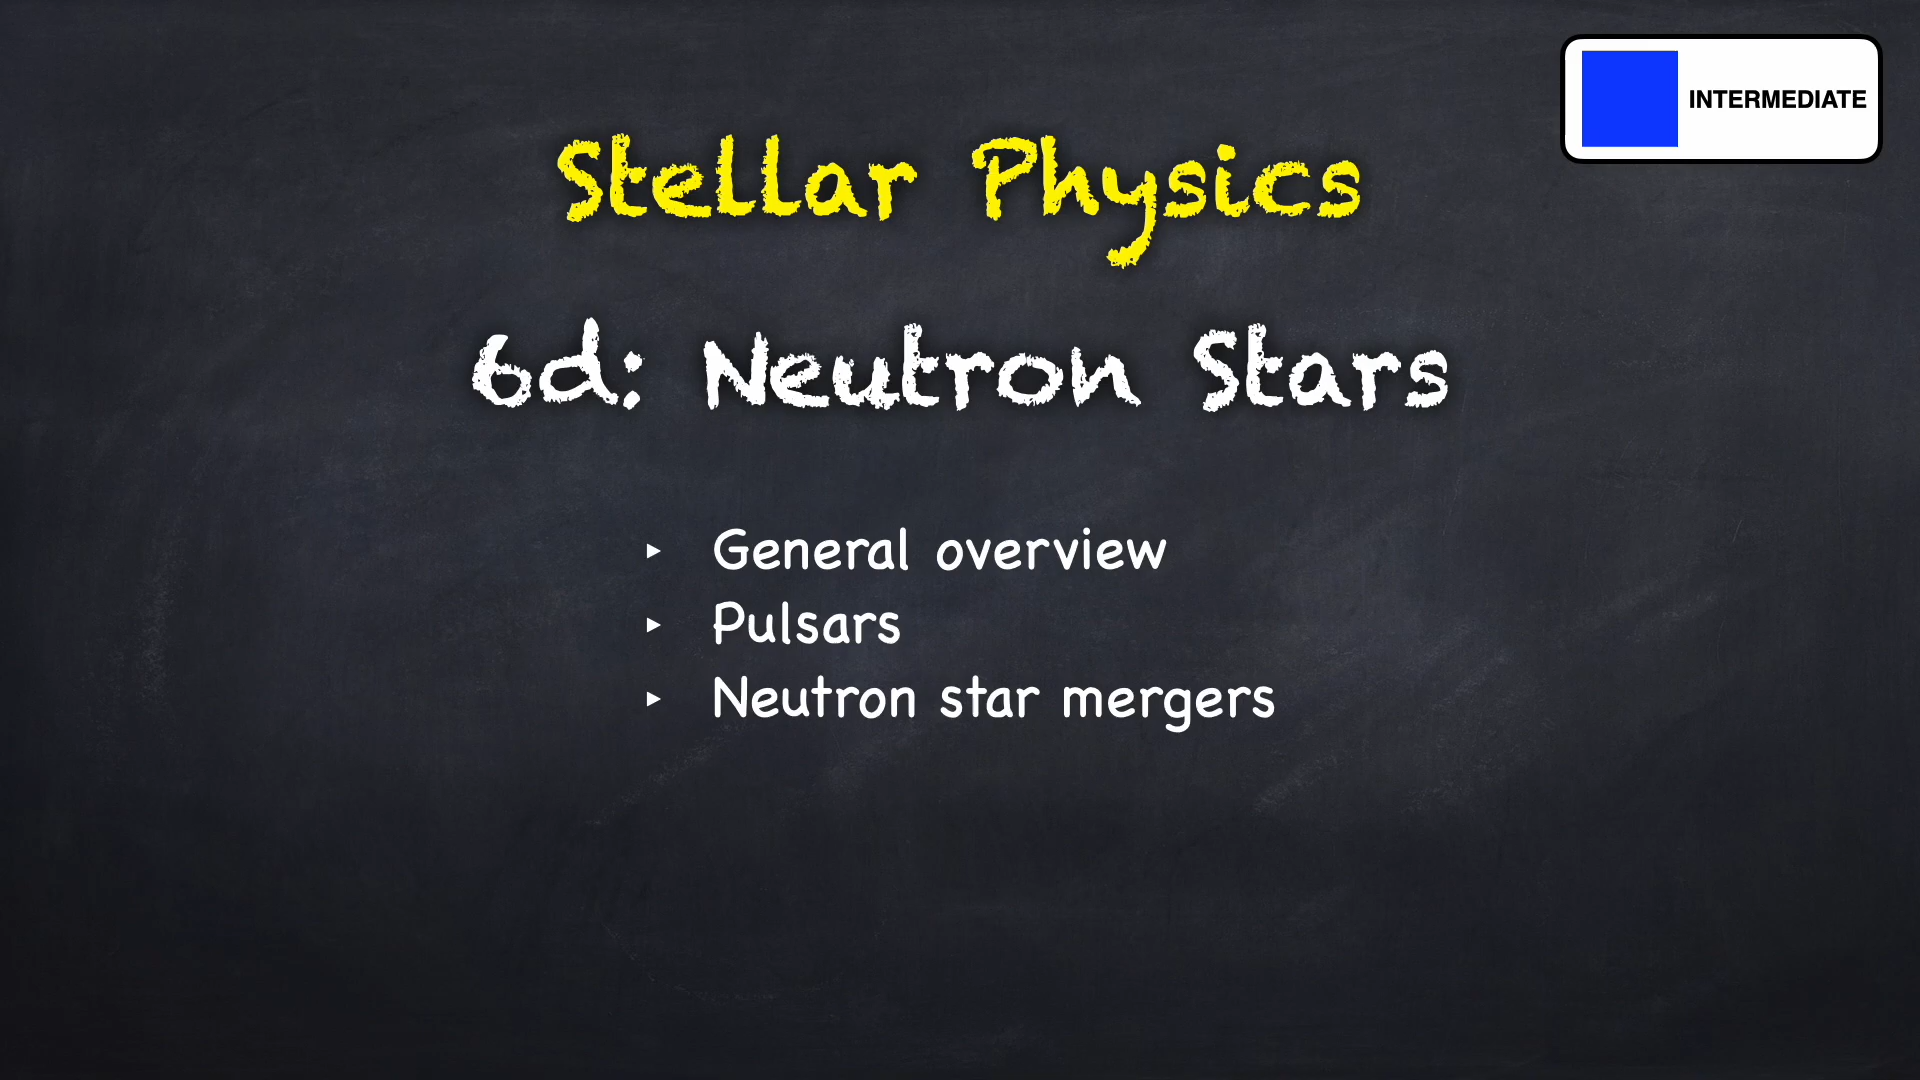 INTERMEDIATE
Stellar Physics
6d: Neutron Stars
‣ General overview
‣ Pulsars
‣ Neutron star mergers